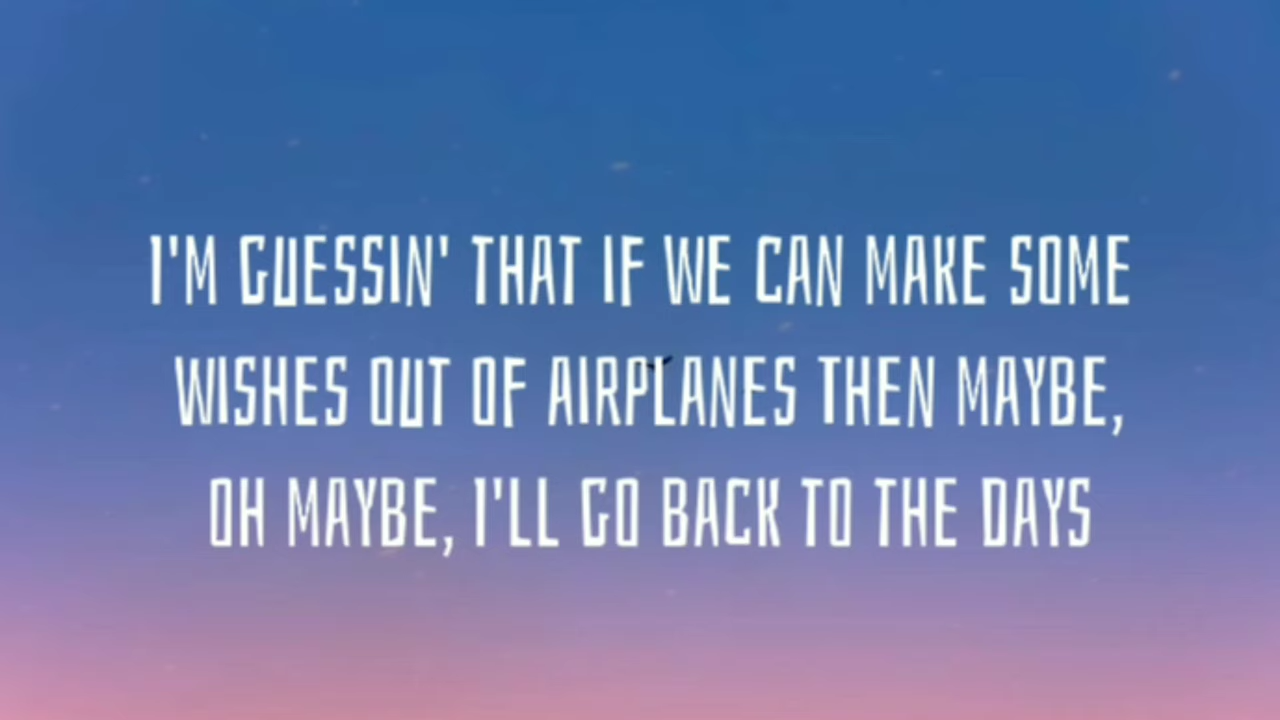 I'M GUESSIN' THAT IF WE CAN MAKE SOME
WISHES OUT OF AIRPLANES THEN MAYBE,
OH MAYBE, I'LL GO BACK TO THE DAYS